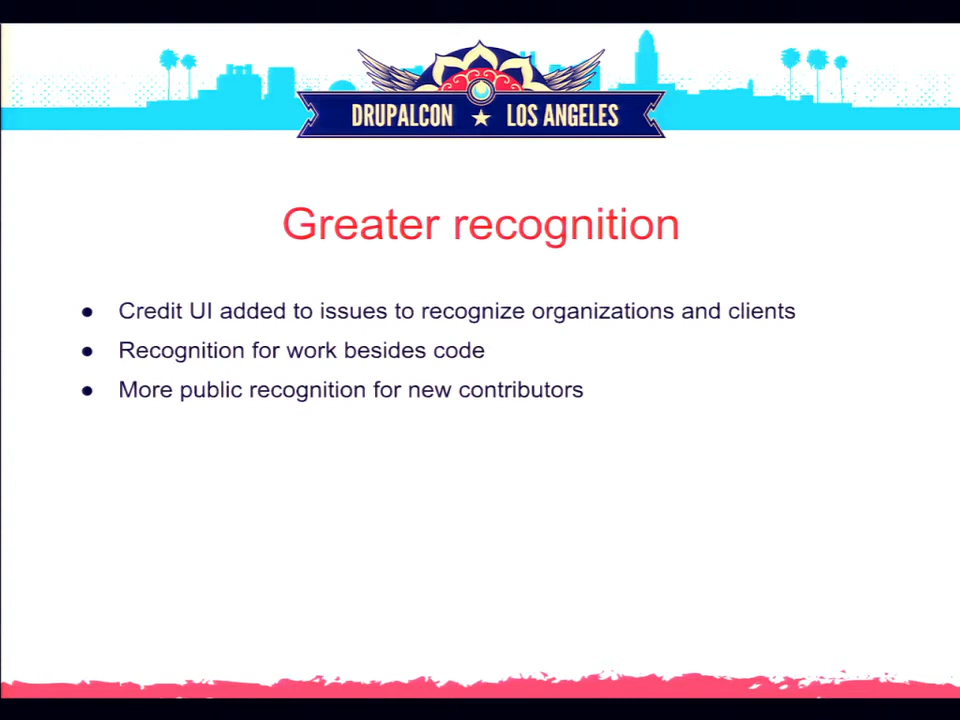 DRUPALCON ★ LOS ANGELES
Greater recognition
● Credit UI added to issues to recognize organizations and clients
● Recognition for work besides code
● More public recognition for new contributors